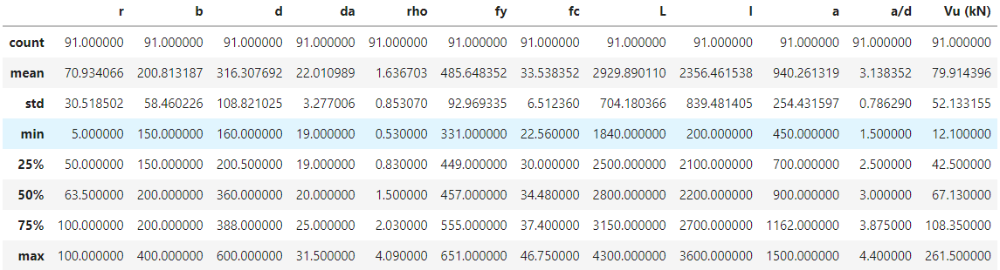 r b d da rho fy fc L l a a/d Vu (kN)
count 91.000000 91.000000 91.000000 91.000000 91.000000 91.000000 91.000000 91.000000 91.000000 91.000000 91.000000 91.000000
mean 70.934066 200.813187 316.307692 22.010989 1.636703 485.648352 33.538352 2929.890110 2356.461538 940.261319 3.138352 79.914396
std 30.518502 58.460226 108.821025 3.277006 0.853070 92.969335 6.512360 704.180366 839.481405 254.431597 0.786290 52.133155
min 5.000000 150.000000 160.000000 19.000000 0.530000 331.000000 22.560000 1840.000000 200.000000 450.000000 1.500000 12.100000
25% 50.000000 150.000000 200.500000 19.000000 0.830000 449.000000 30.000000 2500.000000 2100.000000 700.000000 2.500000 42.500000
50% 63.500000 200.000000 360.000000 20.000000 1.500000 457.000000 34.480000 2800.000000 2200.000000 900.000000 3.000000 67.130000
75% 100.000000 200.000000 388.000000 25.000000 2.030000 555.000000 37.400000 3150.000000 2700.000000 1162.000000 3.875000 108.350000
max 100.000000 400.000000 600.000000 31.500000 4.090000 651.000000 46.750000 4300.000000 3600.000000 1500.000000 4.400000 261.500000